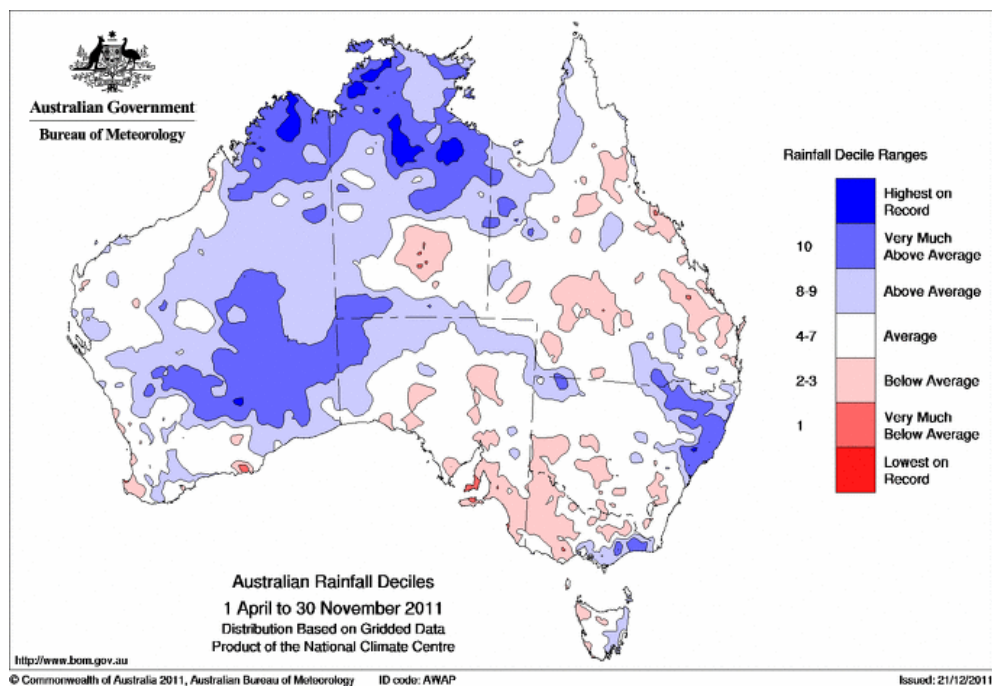 Australian Government
Bureau of Meteorology
Rainfall Decile Ranges
Highest on
Record
10 Very Much
Above Average
8-9 Above Average
4-7 Average
2-3 Below Average
1 Very Much
Below Average
Lowest on
Record
Australian Rainfall Deciles
1 April to 30 November 2011
Distribution Based on Gridded Data
Product of the National Climate Centre
http://www.bom.gov.au
© Commonwealth of Australia 2011, Australian Bureau of Meteorology ID code: AWAP Issued: 21/12/2011